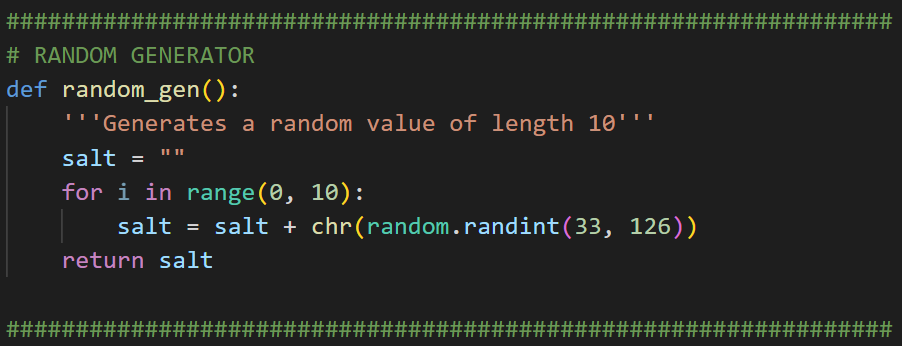 ################################################################
# RANDOM GENERATOR
def random_gen():
    '''Generates a random value of length 10'''
    salt = ""
    for i in range(0, 10):
        salt = salt + chr(random.randint(33, 126))
    return salt
################################################################